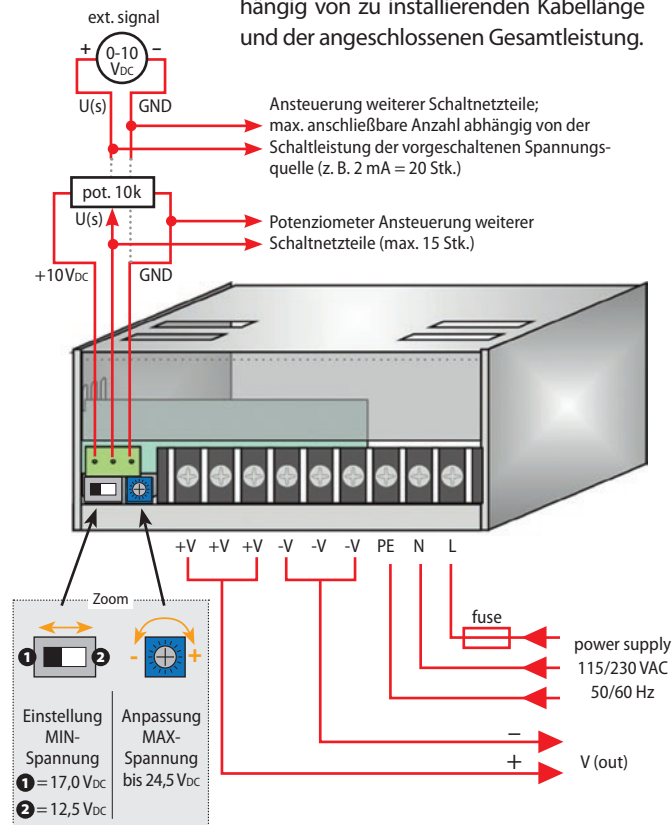 hängig von zu installierenden Kabellänge
und der angeschlossenen Gesamtleistung.
ext. signal
+ 0-10 VDC –
U(s) GND
Ansteuerung weiterer Schaltnetzteile;
max. anschließbare Anzahl abhängig von der
Schaltleistung der vorgeschalten Spannungs-
quelle (z. B. 2 mA = 20 Stk.)
pot. 10k
U(s)
Potenziometer Ansteuerung weiterer
Schaltnetzteile (max. 15 Stk.)
+10 VDC GND
+V +V +V -V -V -V PE N L
Zoom
fuse
power supply
115/230 VAC
50/60 Hz
1 2 - +
Einstellung
MIN-
Spannung
1 = 17,0 VDC
2 = 12,5 VDC
Anpassung
MAX-
Spannung
bis 24,5 VDC
–
+
V (out)